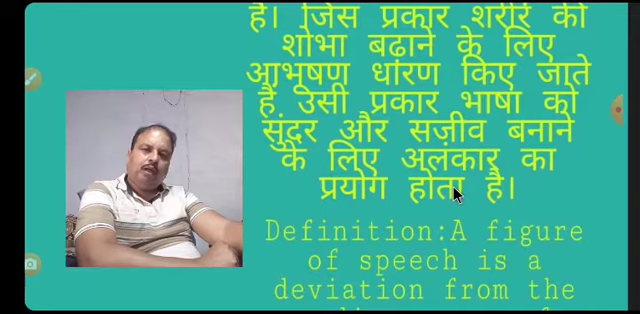 है। जिस प्रकार शरीर की
शोभा बढ़ाने के लिए
आभूषण धारण किए जाते
हैं. उसी प्रकार भाषा को
सुंदर और सजीव बनाने
के लिए अलंकार का
प्रयोग होता है।
Definition:A figure
of speech is a
deviation from the